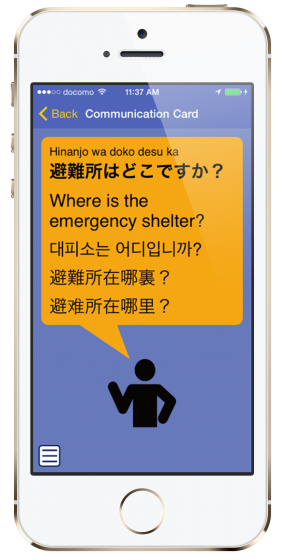 docomo 11:37 AM
Back Communication Card
Hinanjo wa doko desu ka
避難所はどこですか？
Where is the
emergency shelter?
대피소는 어디입니까?
避難所在哪裏？
避难所在哪里？